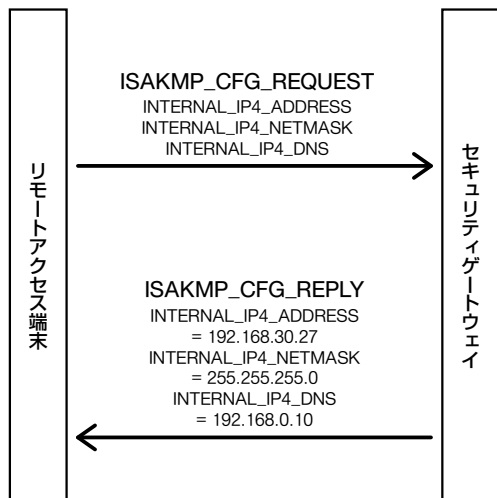 リモートアクセス端末
ISAKMP_CFG_REQUEST
INTERNAL_IP4_ADDRESS
INTERNAL_IP4_NETMASK
INTERNAL_IP4_DNS
ISAKMP_CFG_REPLY
INTERNAL_IP4_ADDRESS
= 192.168.30.27
INTERNAL_IP4_NETMASK
= 255.255.255.0
INTERNAL_IP4_DNS
= 192.168.0.10
セキュリティゲートウェイ